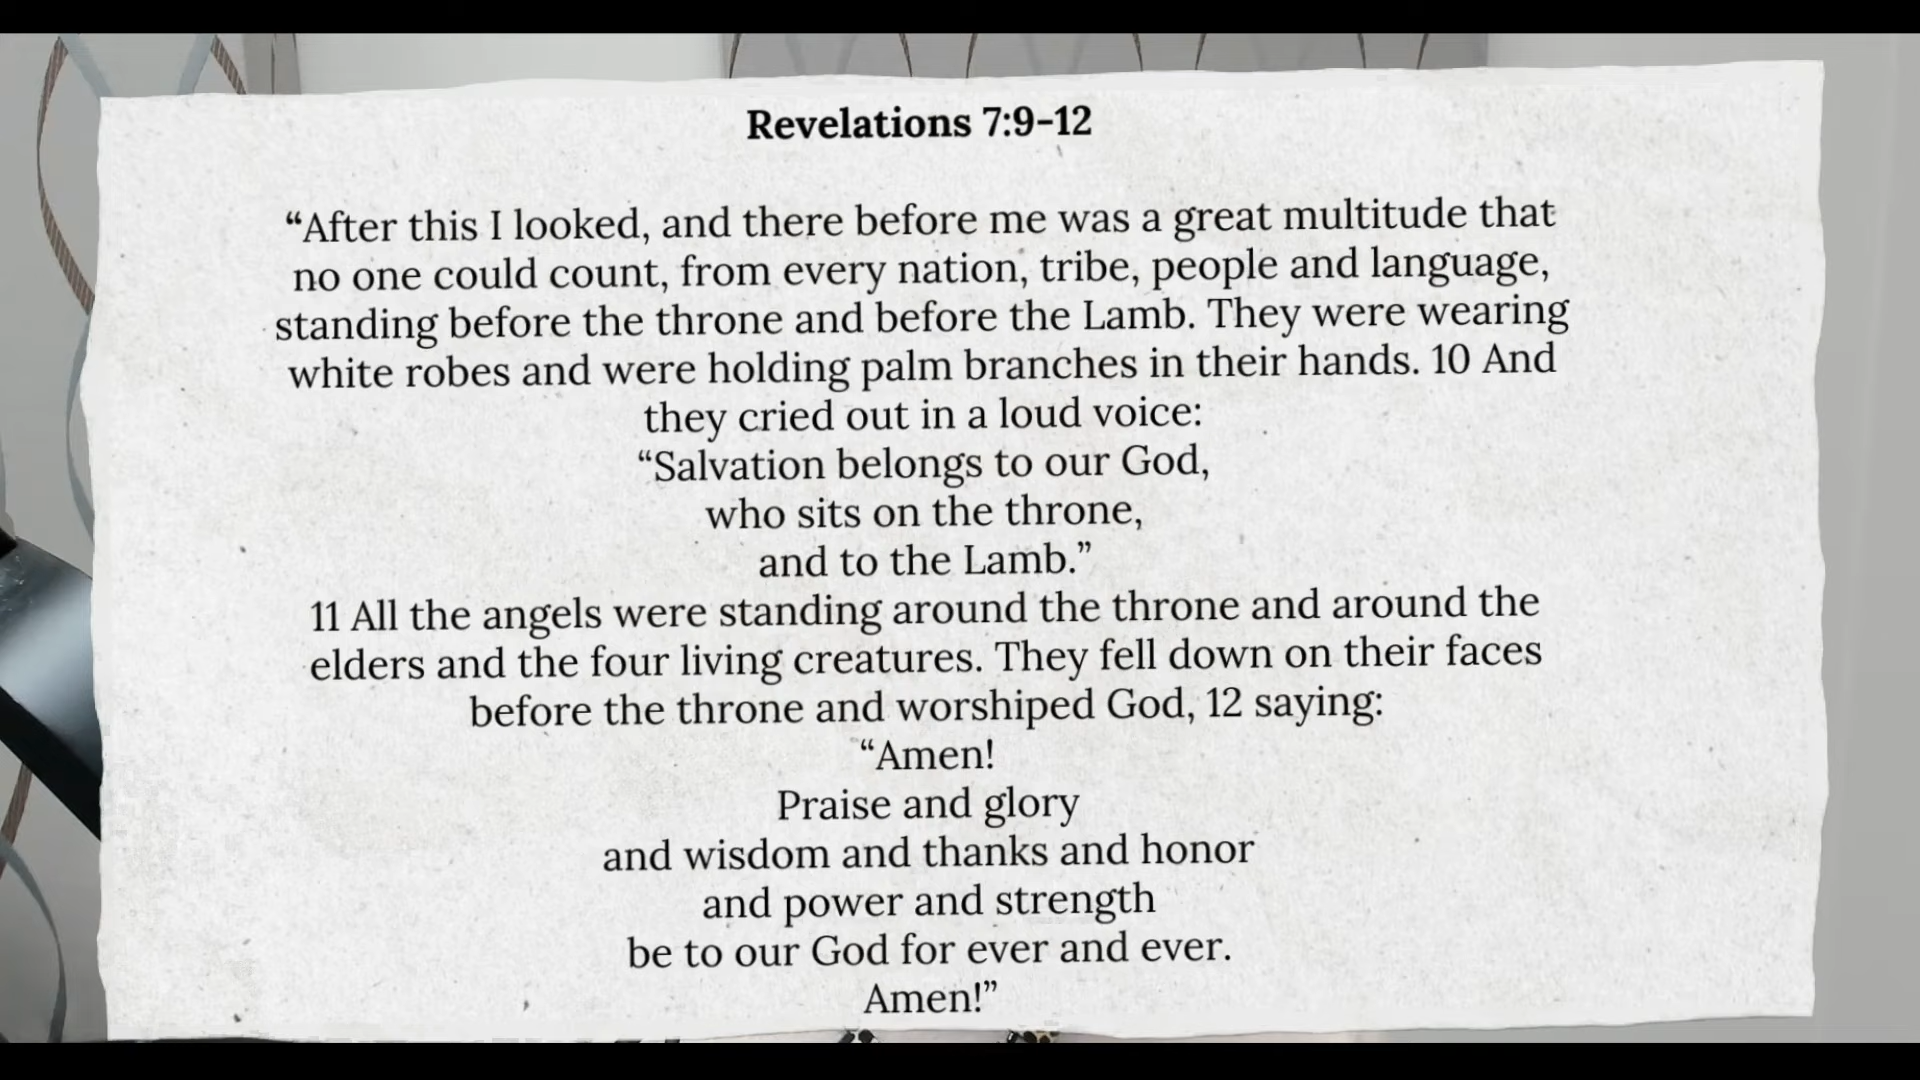 Revelations 7:9-12
“After this I looked, and there before me was a great multitude that
no one could count, from every nation, tribe, people and language,
standing before the throne and before the Lamb. They were wearing
white robes and were holding palm branches in their hands. 10 And
they cried out in a loud voice:
“Salvation belongs to our God,
who sits on the throne,
and to the Lamb.”
11 All the angels were standing around the throne and around the
elders and the four living creatures. They fell down on their faces
before the throne and worshiped God, 12 saying:
“Amen!
Praise and glory
and wisdom and thanks and honor
and power and strength
be to our God for ever and ever.
Amen!”